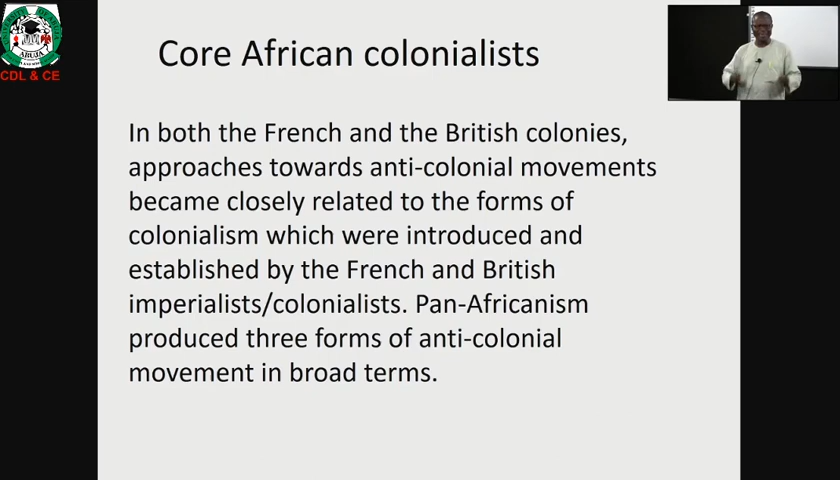 ABUJA
CDL & CE
Core African colonialists
In both the French and the British colonies,
approaches towards anti-colonial movements
became closely related to the forms of
colonialism which were introduced and
established by the French and British
imperialists/colonialists. Pan-Africanism
produced three forms of anti-colonial
movement in broad terms.